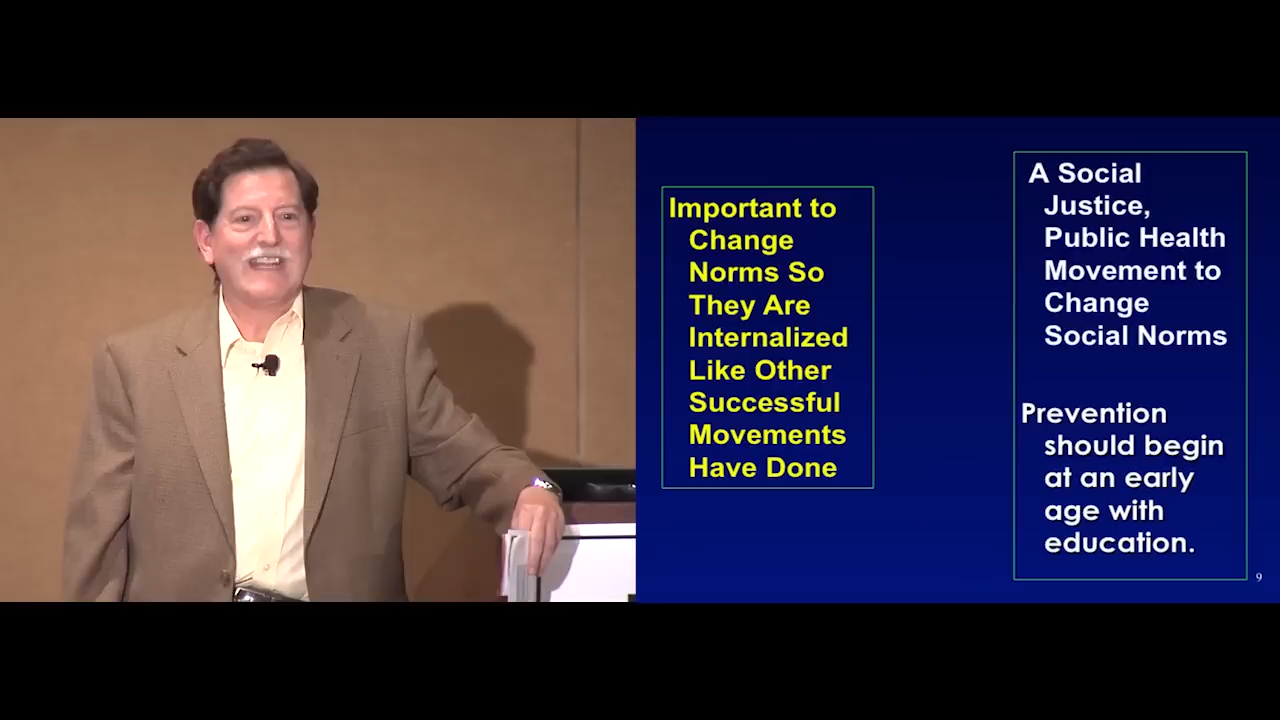 Important to
Change
Norms So
They Are
Internalized
Like Other
Successful
Movements
Have Done
A Social
Justice,
Public Health
Movement to
Change
Social Norms
Prevention
should begin
at an early
age with
education.
9